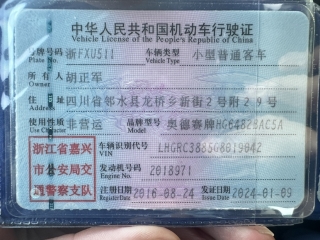 中华人民共和国机动车行驶证
Vehicle License of the People's Republic of China
号牌号码 浙FXU511 车辆类型 小型普通客车
Plate No. Vehicle Type
所有人 胡正军
Owner
住址 四川省邻水县龙桥乡新街2号附29号
Address
使用性质 非营运 品牌型号 奥德赛牌HG6482BAC5A
Use Character Model
浙江省嘉兴
市公安局交
通警察支队
车辆识别代号 LHGRC3885G8019042
VIN
发动机号码 2018971
Engine No.
注册日期 2016-08-24 发证日期 2024-01-09
Register Date Issue Date